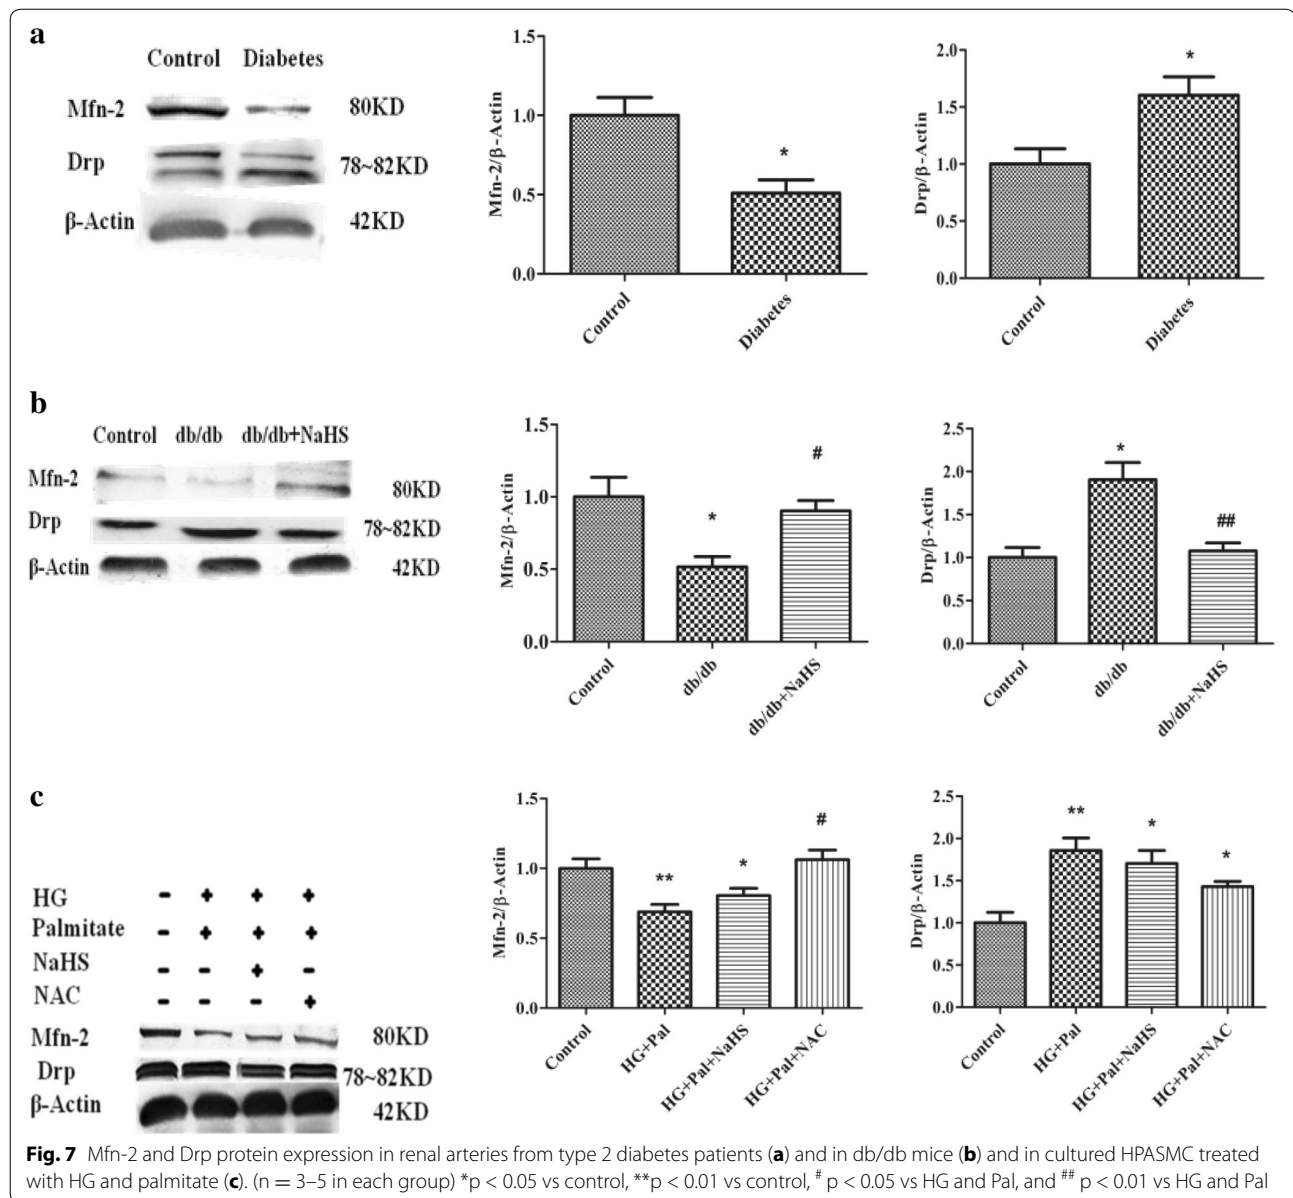 a
Control Diabetes
Mfn-2 80KD
Drp 78~82KD
β-Actin 42KD
Mfn-2/β-Actin
1.5
1.0
0.5
0.0
*
Control
Diabetes
Drp/β-Actin
2.0
1.5
1.0
0.5
0.0
*
Control
Diabetes
b
Control db/db db/db+NaHS
Mfn-2 80KD
Drp 78~82KD
β-Actin 42KD
Mfn-2/β-Actin
1.5
1.0
0.5
0.0
*
#
Control
db/db
db/db+NaHS
Drp/β-Actin
2.5
2.0
1.5
1.0
0.5
0.0
*
##
Control
db/db
db/db+NaHS
c
HG - + + +
Palmitate - + + +
NaHS - - + -
NAC - - - +
Mfn-2 80KD
Drp 78~82KD
β-Actin 42KD
Mfn-2/β-Actin
1.5
1.0
0.5
0.0
**
*
#
Control
HG+Pal
HG+Pal+NaHS
HG+Pal+NAC
Drp/β-Actin
2.5
2.0
1.5
1.0
0.5
0.0
**
*
*
Control
HG+Pal
HG+Pal+NaHS
HG+Pal+NAC
Fig. 7 Mfn-2 and Drp protein expression in renal arteries from type 2 diabetes patients (a) and in db/db mice (b) and in cultured HPASMC treated
with HG and palmitate (c). (n = 3–5 in each group) *p < 0.05 vs control, **p < 0.01 vs control, # p < 0.05 vs HG and Pal, and ## p < 0.01 vs HG and Pal